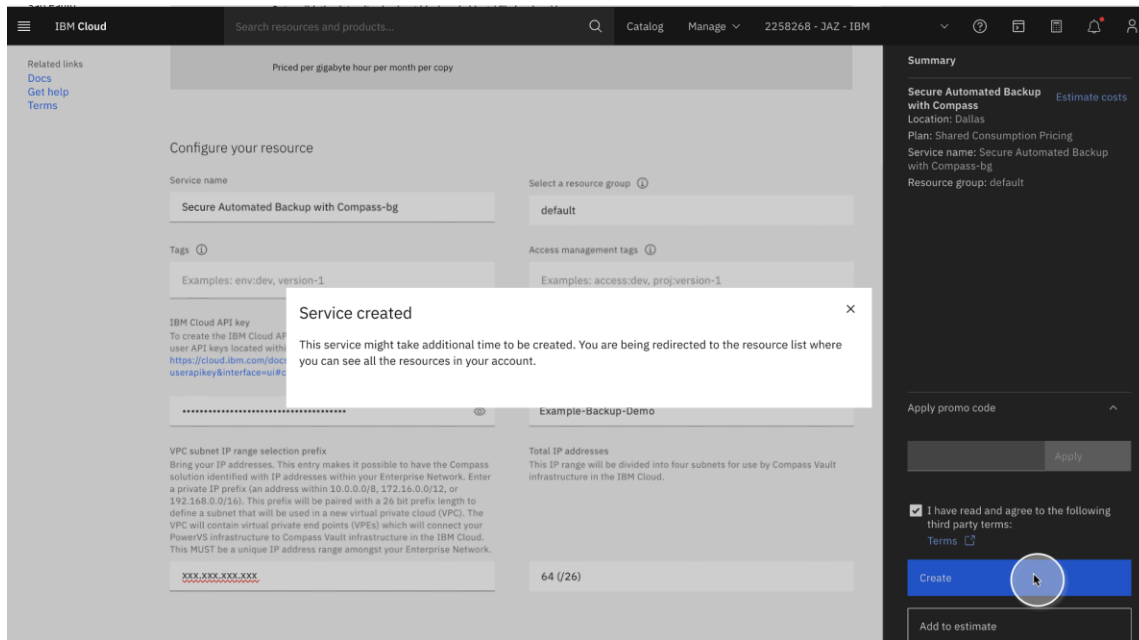 IBM Cloud
Search resources and products...
Catalog
Manage
2258268 - JAZ - IBM
Related links
Docs
Get help
Terms
Priced per gigabyte hour per month per copy
Configure your resource
Service name
Secure Automated Backup with Compass-bg
Select a resource group
default
Tags
Examples: env:dev, version-1
Access management tags
Examples: access:dev, proj:version-1
IBM Cloud API key
To create the IBM Cloud AP
user API keys located withi
https://cloud.ibm.com/docs
userapikey&interface=ui#c
Service created
This service might take additional time to be created. You are being redirected to the resource list where
you can see all the resources in your account.
•••••••••••••••••••••••••••••••••••••
Example-Backup-Demo
VPC subnet IP range selection prefix
Bring your IP addresses. This entry makes it possible to have the Compass
solution identified with IP addresses within your Enterprise Network. Enter
a private IP prefix (an address within 10.0.0.0/8, 172.16.0.0/12, or
192.168.0.0/16). This prefix will be paired with a 26 bit prefix length to
define a subnet that will be used in a new virtual private cloud (VPC). The
VPC will contain virtual private end points (VPEs) which will connect your
PowerVS infrastructure to Compass Vault infrastructure in the IBM Cloud.
This MUST be a unique IP address range amongst your Enterprise Network.
xxx.xxx.xxx.xxx
Total IP addresses
This IP range will be divided into four subnets for use by Compass Vault
infrastructure in the IBM Cloud.
64 (/26)
Summary
Secure Automated Backup
with Compass
Estimate costs
Location: Dallas
Plan: Shared Consumption Pricing
Service name: Secure Automated Backup
with Compass-bg
Resource group: default
Apply promo code
Apply
I have read and agree to the following
third party terms:
Terms
Create
Add to estimate